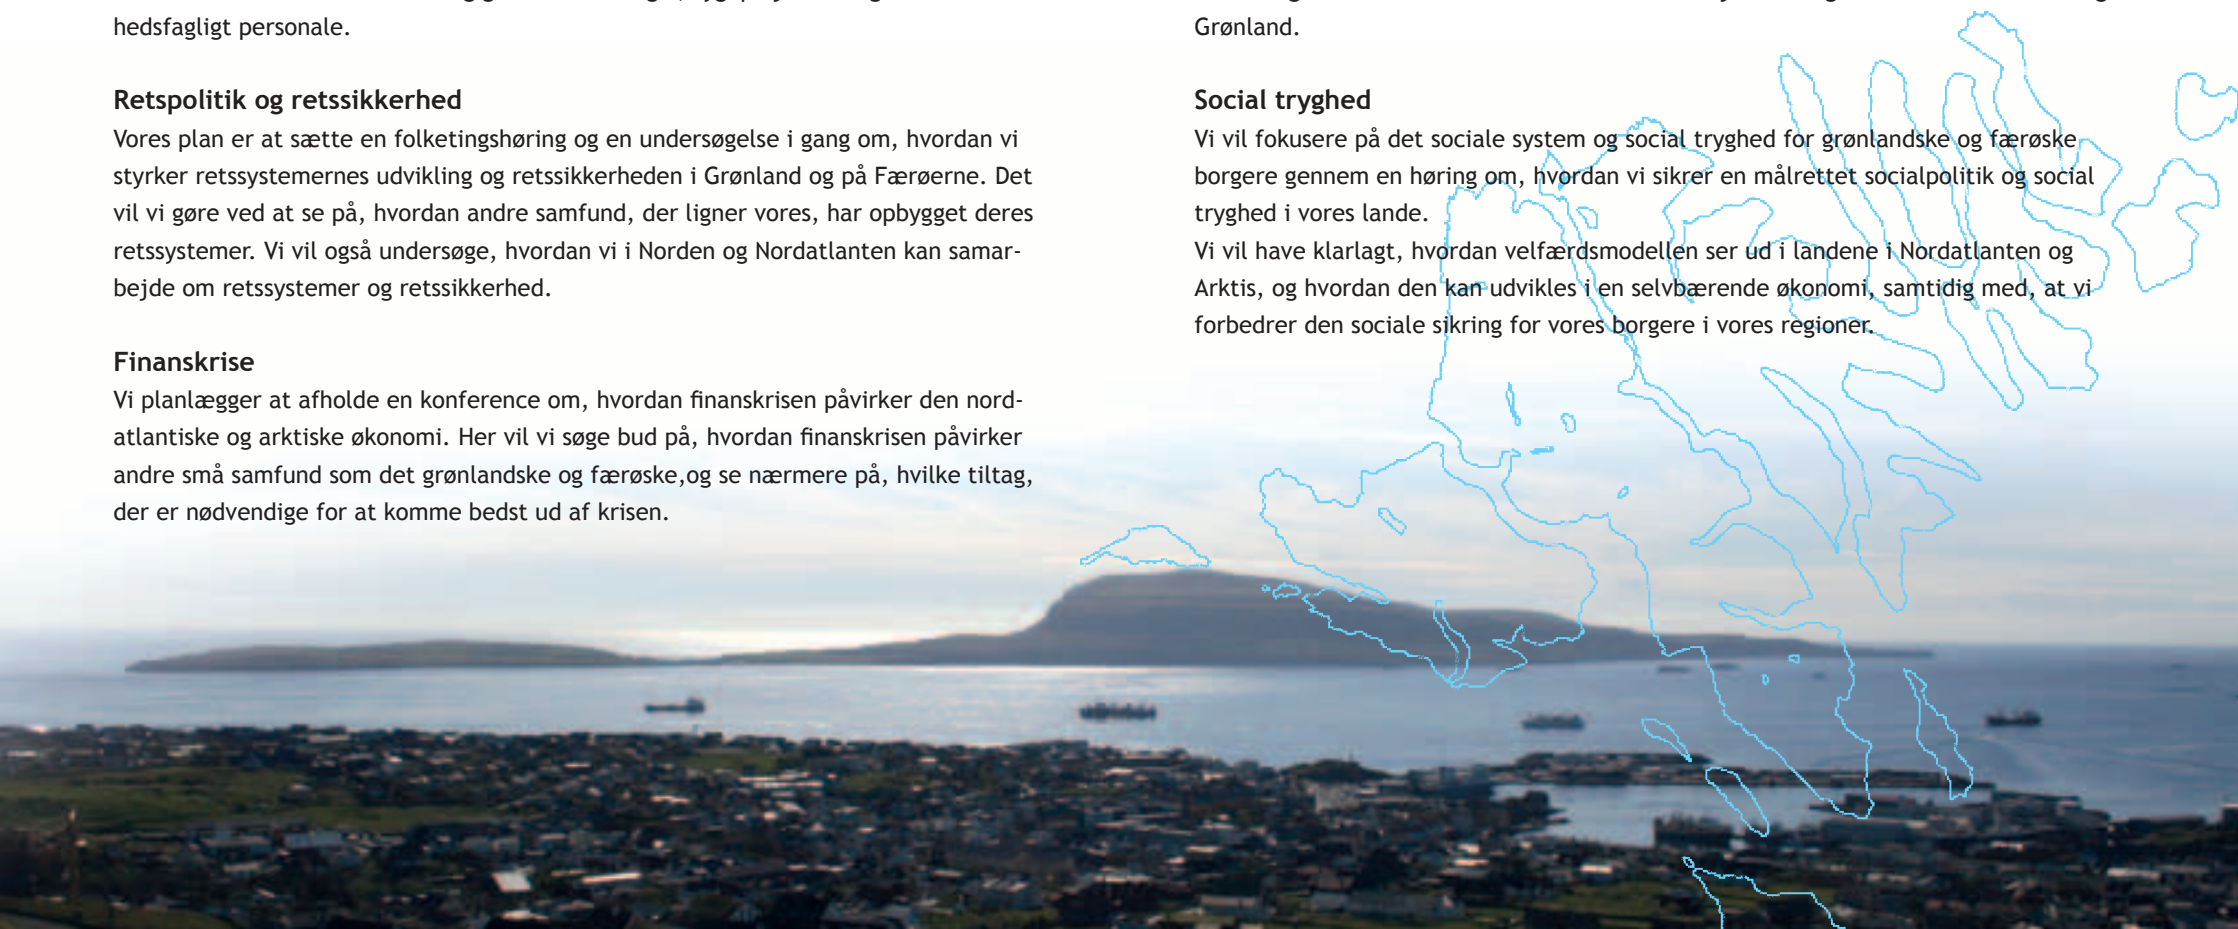 hedsfagligt personale.
Retspolitik og retssikkerhed
Vores plan er at sætte en folketingshøring og en undersøgelse i gang om, hvordan vi
styrker retssystemernes udvikling og retssikkerheden i Grønland og på Færøerne. Det
vil vi gøre ved at se på, hvordan andre samfund, der ligner vores, har opbygget deres
retssystemer. Vi vil også undersøge, hvordan vi i Norden og Nordatlanten kan samar-
bejde om retssystemer og retssikkerhed.
Finanskrise
Vi planlægger at afholde en konference om, hvordan finanskrisen påvirker den nord-
atlantiske og arktiske økonomi. Her vil vi søge bud på, hvordan finanskrisen påvirker
andre små samfund som det grønlandske og færøske,og se nærmere på, hvilke tiltag,
der er nødvendige for at komme bedst ud af krisen.
Grønland.
Social tryghed
Vi vil fokusere på det sociale system og social tryghed for grønlandske og færøske
borgere gennem en høring om, hvordan vi sikrer en målrettet socialpolitik og social
tryghed i vores lande.
Vi vil have klarlagt, hvordan velfærdsmodellen ser ud i landene i Nordatlanten og
Arktis, og hvordan den kan udvikles i en selvbærende økonomi, samtidig med, at vi
forbedrer den sociale sikring for vores borgere i vores regioner.